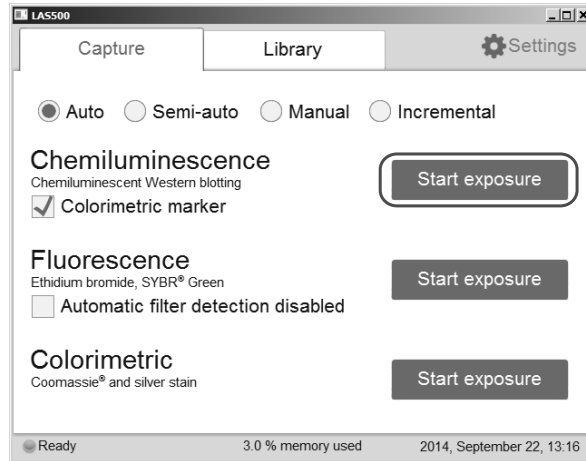 LAS500
Capture Library Settings
Auto Semi-auto Manual Incremental
Chemiluminescence
Chemiluminescent Western blotting
Start exposure
Colorimetric marker
Fluorescence
Ethidium bromide, SYBR® Green
Start exposure
Automatic filter detection disabled
Colorimetric
Coomassie® and silver stain
Start exposure
Ready 3.0 % memory used 2014, September 22, 13:16